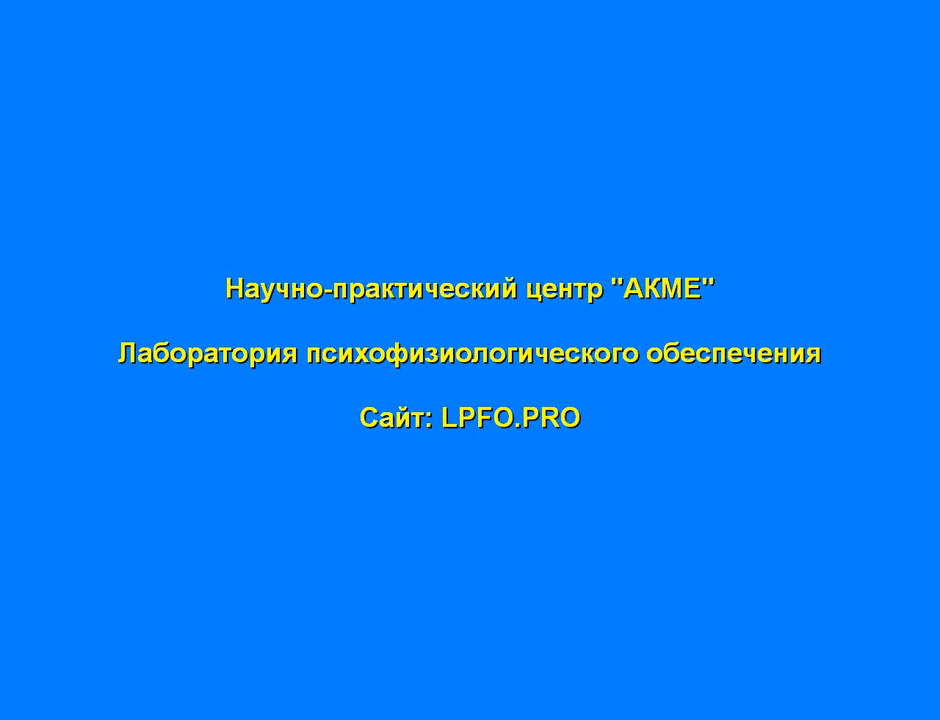 Научно-практический центр "АКМЕ"
Лаборатория психофизиологического обеспечения
Сайт: LPFO.PRO